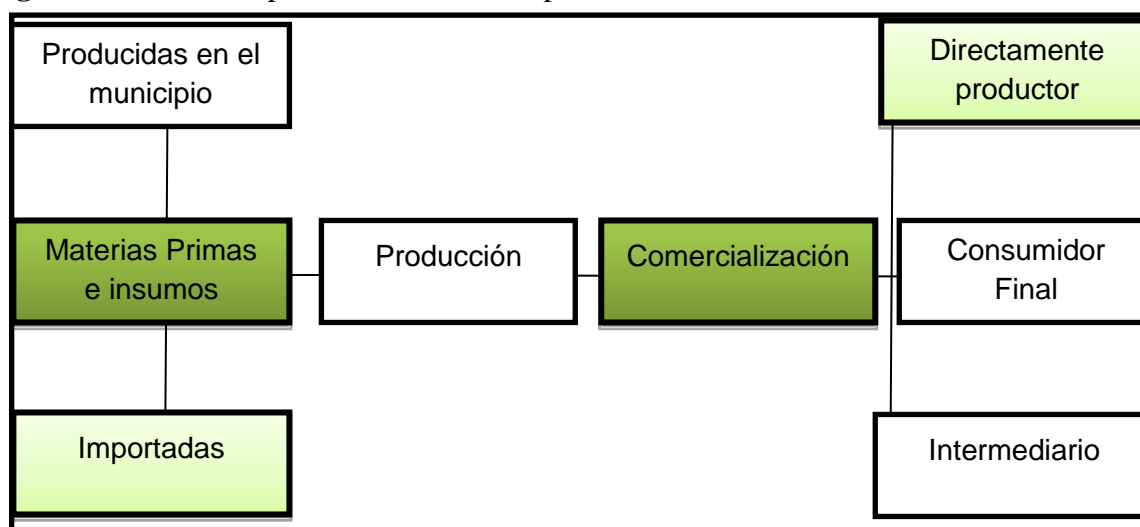 Producidas en el
municipio
Directamente
productor
Materias Primas
e insumos
Producción
Comercialización
Consumidor
Final
Importadas
Intermediario